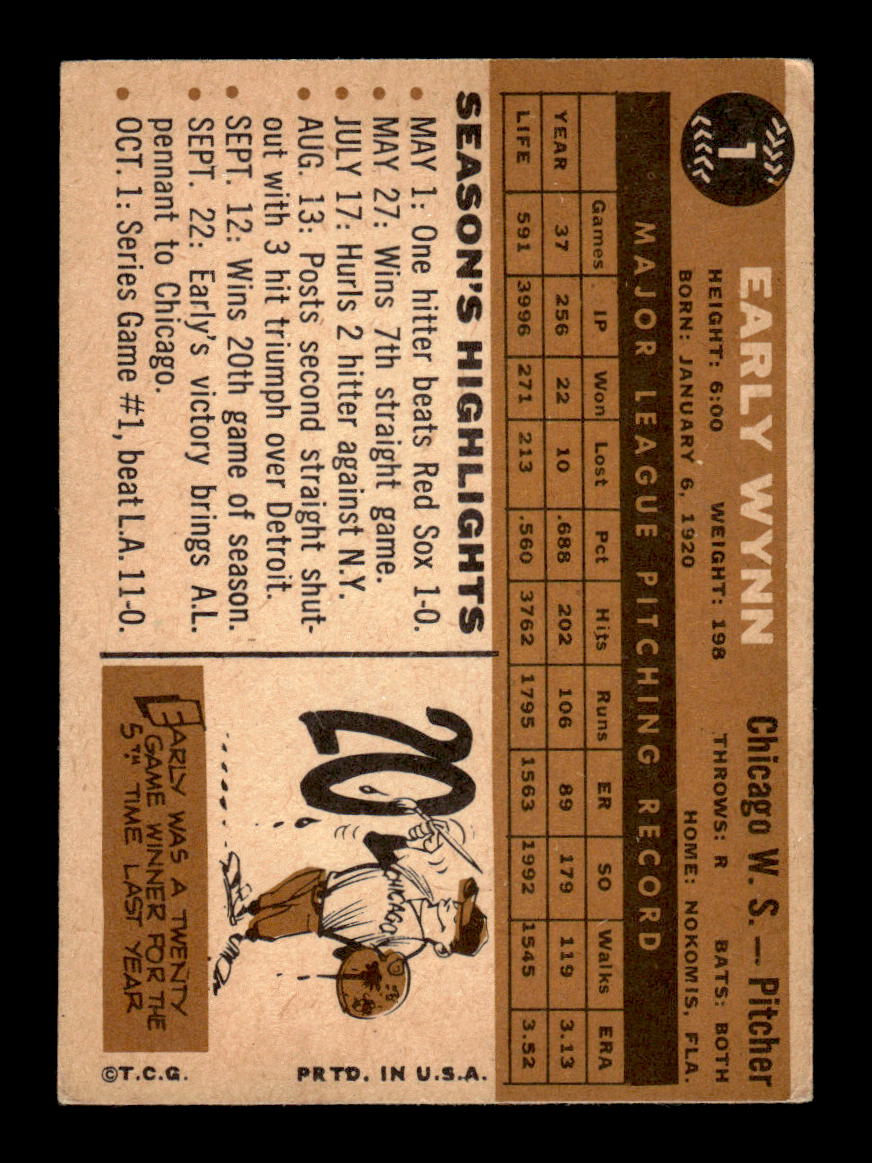 1
EARLY WYNN
Chicago W. S. — Pitcher
HEIGHT: 6:00 WEIGHT: 198 THROWS: R BATS: BOTH
BORN: JANUARY 6, 1920 HOME: NOKOMIS, FLA.
MAJOR LEAGUE PITCHING RECORD
Games IP Won Lost Pct Hits Runs ER SO Walks ERA
YEAR 37 256 22 10 .688 202 106 89 179 119 3.13
LIFE 591 3996 271 213 .560 3762 1795 1563 1992 1545 3.52
SEASON'S HIGHLIGHTS
• MAY 1: One hitter beats Red Sox 1-0.
• MAY 27: Wins 7th straight game.
• JULY 17: Hurls 2 hitter against N.Y.
• AUG. 13: Posts second straight shut-
out with 3 hit triumph over Detroit.
• SEPT. 12: Wins 20th game of season.
• SEPT. 22: Early's victory brings A.L.
pennant to Chicago.
• OCT. 1: Series Game #1, beat L.A. 11-0.
20
CHICAGO
EARLY WAS A TWENTY
GAME WINNER FOR THE
5TH TIME LAST YEAR
©T.C.G. PRTD. IN U.S.A.